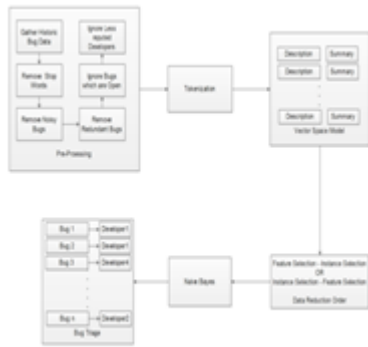 Gather Historic
Bug Data
Remove Stop
Words
Remove Noisy
Bugs
Remove
Redundant Bugs
Ignore Bugs
which are Open
Ignore Less
reputed
Developers
Pre-Processing
Tokenization
Description Summary
Description Summary
Description Summary
Vector Space Model
Feature Selection - Instance Selection
OR
Instance Selection - Feature Selection
Data Reduction Order
Naive Bayes
Bug 1 Developer1
Bug 2 Developer1
Bug 3 Developer4
Bug n Developer2
Bug Triage